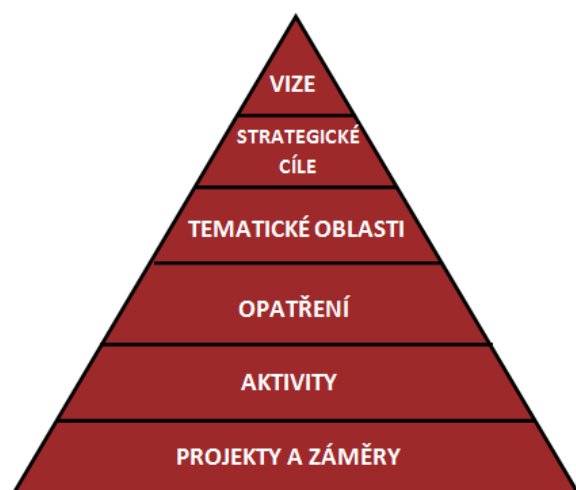 VIZE
STRATEGICKÉ
CÍLE
TEMATICKÉ OBLASTI
OPATŘENÍ
AKTIVITY
PROJEKTY A ZÁMĚRY